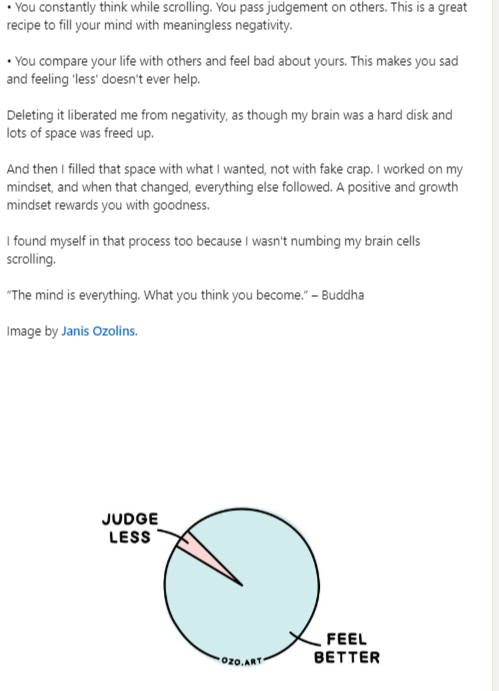 • You constantly think while scrolling. You pass judgement on others. This is a great
recipe to fill your mind with meaningless negativity.
• You compare your life with others and feel bad about yours. This makes you sad
and feeling 'less' doesn't ever help.
Deleting it liberated me from negativity, as though my brain was a hard disk and
lots of space was freed up.
And then I filled that space with what I wanted, not with fake crap. I worked on my
mindset, and when that changed, everything else followed. A positive and growth
mindset rewards you with goodness.
I found myself in that process too because I wasn't numbing my brain cells
scrolling.
“The mind is everything. What you think you become.” – Buddha
Image by Janis Ozolins.
JUDGE
LESS
FEEL
BETTER
OZO.ART